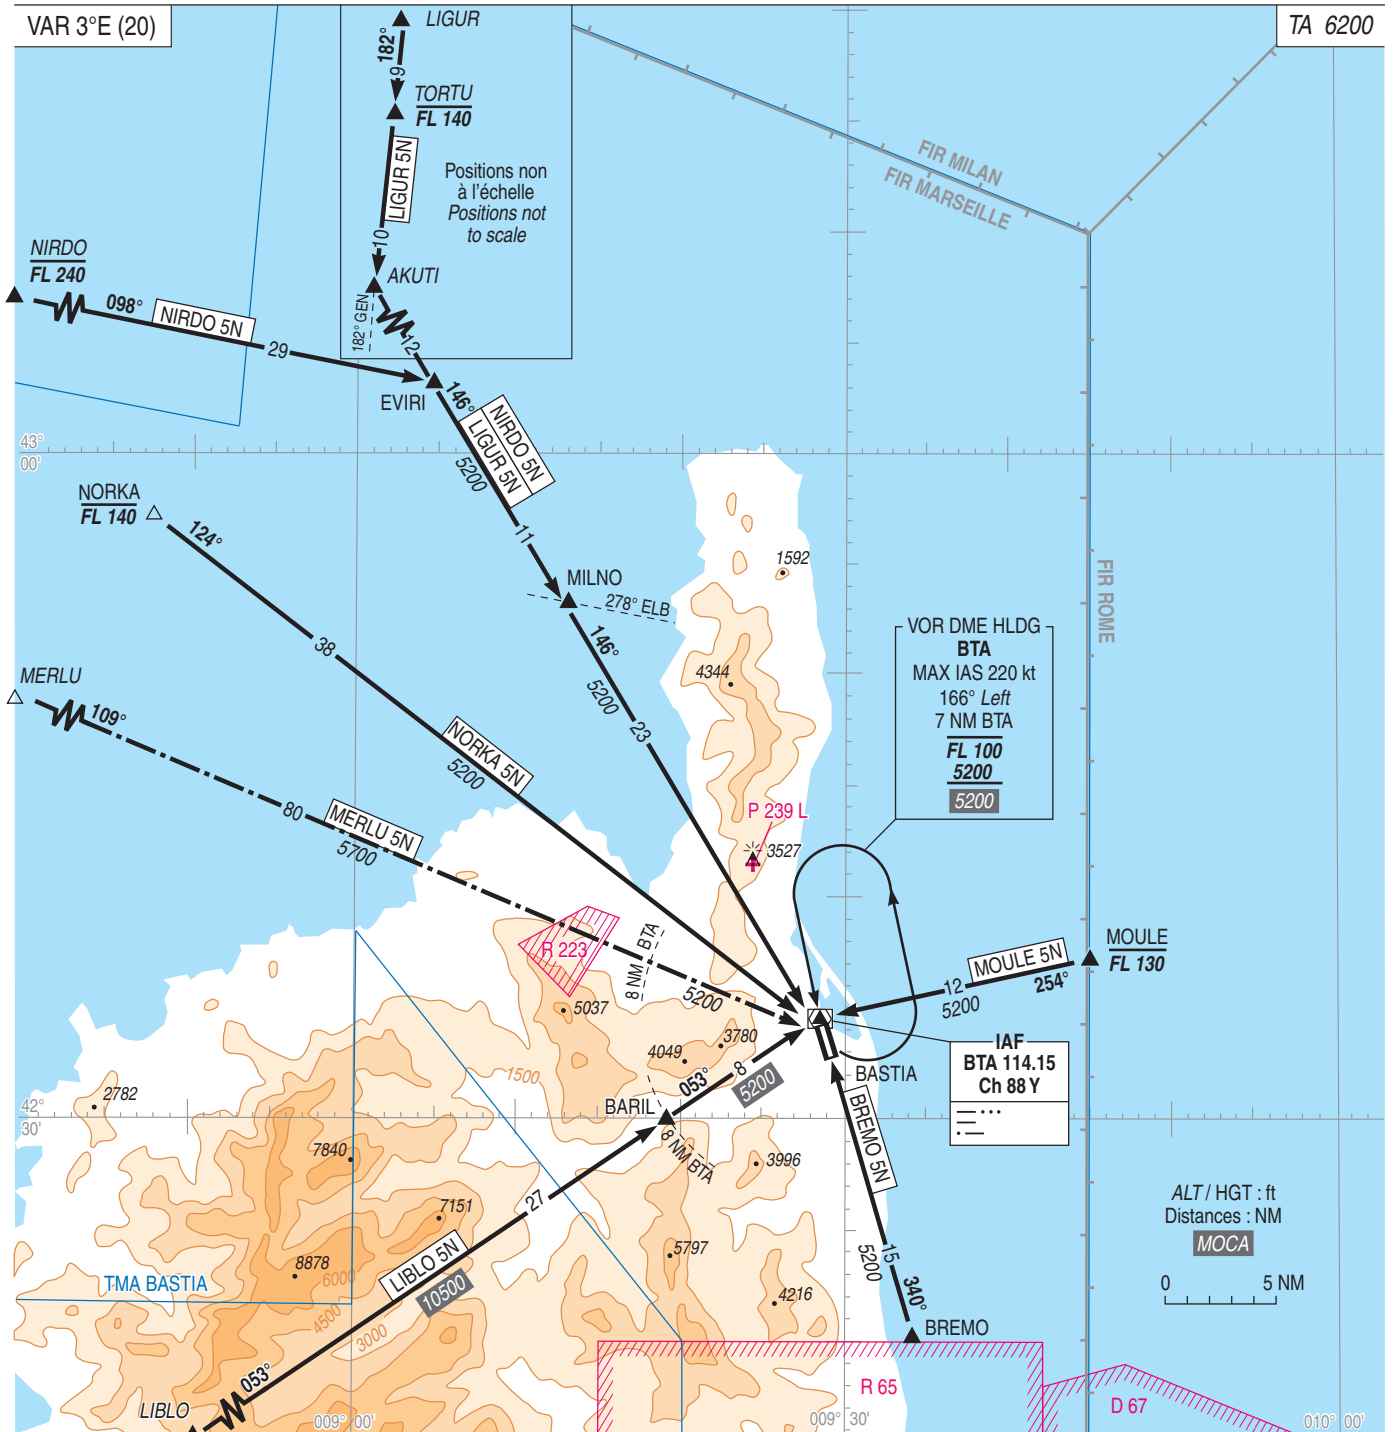 VAR 3°E (20)
TA 6200
LIGUR
182°
9
TORTU
FL 140
LIGUR 5N
Positions non
à l'échelle
Positions not
to scale
10
AKUTI
182° GEN
12
FIR MILAN
FIR MARSEILLE
NIRDO
FL 240
098°
NIRDO 5N
29
EVIRI
146°
NIRDO 5N
LIGUR 5N
5200
11
43°
00'
NORKA
FL 140
124°
38
MILNO
278° ELB
146°
5200
23
1592
4344
FIR ROME
VOR DME HLDG
BTA
MAX IAS 220 kt
166° Left
7 NM BTA
FL 100
5200
5200
MERLU
109°
80
MERLU 5N
5700
NORKA 5N
5200
P 239 L
3527
R 223
8 NM BTA
5200
5037
MOULE
FL 130
MOULE 5N
254°
12
5200
IAF
BTA 114.15
Ch 88 Y
BASTIA
3780
4049
053°
8
5200
BARIL
8 NM BTA
1500
2782
42°
30'
7840
7151
8878
6000
4500
3000
TMA BASTIA
27
LIBLO 5N
10500
053°
LIBLO
3996
5797
4216
BREMO 5N
15
5200
340°
BREMO
R 65
D 67
ALT / HGT : ft
Distances : NM
MOCA
0 5 NM
009° 00'
009° 30'
010° 00'